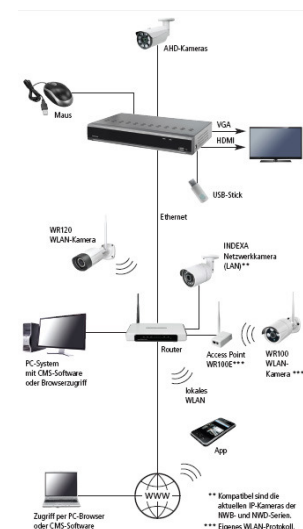 AHD-Kameras
Maus
VGA
HDMI
USB-Stick
Ethernet
WR120
WLAN-Kamera
INDEXA
Netzwerkkamera
(LAN)**
PC-System
mit CMS-Software
oder Browserzugriff
Router
Access Point
WR100E***
WR100
WLAN-
Kamera ***
lokales
WLAN
App
WWW
Zugriff per PC-Browser
oder CMS-Software
** Kompatibel sind die
aktuellen IP-Kameras der
NWB- und NWD-Serien.
*** Eigenes WLAN-Protokoll.